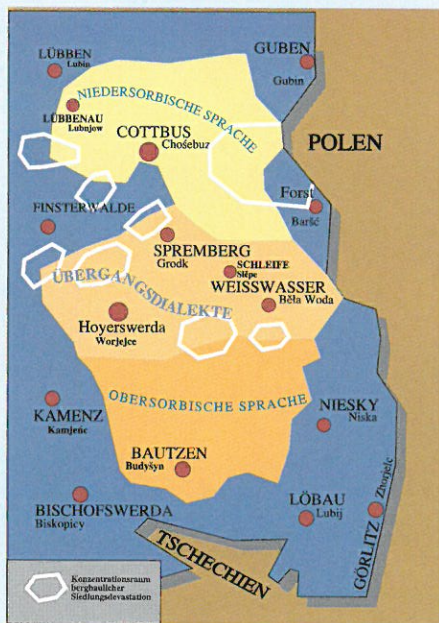 LÜBBEN
Lubin
GUBEN
Gubin
NIEDERSORBISCHE SPRACHE
LÜBBENAU
Lubnjow
COTTBUS
Chośebuz
POLEN
Forst
Baršć
FINSTERWALDE
SPREMBERG
Grodk
SCHLEIFE
Slěpe
WEISSWASSER
Běła Woda
ÜBERGANGSDIALEKTE
Hoyerswerda
Worjejce
OBERSORBISCHE SPRACHE
KAMENZ
Kamjeńc
NIESKY
Niska
BAUTZEN
Budyšyn
BISCHOFSWERDA
Biskopicy
LÖBAU
Lubij
GÖRLITZ
Zhorjelc
TSCHECHIEN
Konzentrationsraum
bergbaulicher
Siedlungsdevastation